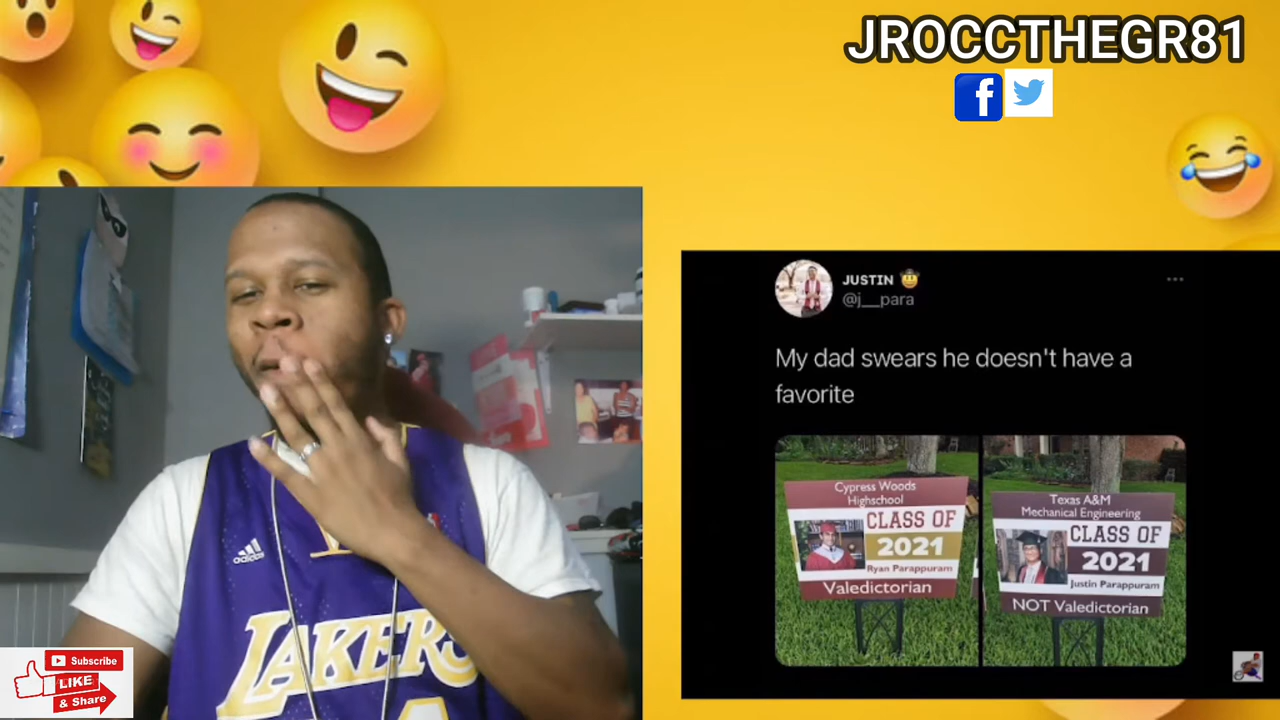 JROCCTHEGR81
JUSTIN 🤠
@j__para
My dad swears he doesn't have a
favorite
Cypress Woods
Highschool
CLASS OF
2021
Ryan Parappuram
Valedictorian
Texas A&M
Mechanical Engineering
CLASS OF
2021
Justin Parappuram
NOT Valedictorian
adidas
LAKERS
Subscribe
LIKE
& Share